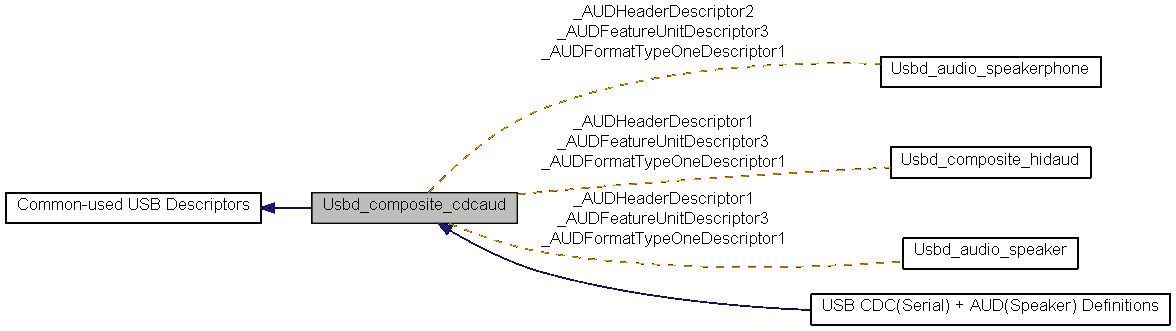 _AUDHeaderDescriptor2
_AUDFeatureUnitDescriptor3
_AUDFormatTypeOneDescriptor1
Usbd_audio_speakerphone
_AUDHeaderDescriptor1
_AUDFeatureUnitDescriptor3
_AUDFormatTypeOneDescriptor1
Usbd_composite_hidaud
Common-used USB Descriptors
Usbd_composite_cdcaud
_AUDHeaderDescriptor1
_AUDFeatureUnitDescriptor3
_AUDFormatTypeOneDescriptor1
Usbd_audio_speaker
USB CDC(Serial) + AUD(Speaker) Definitions